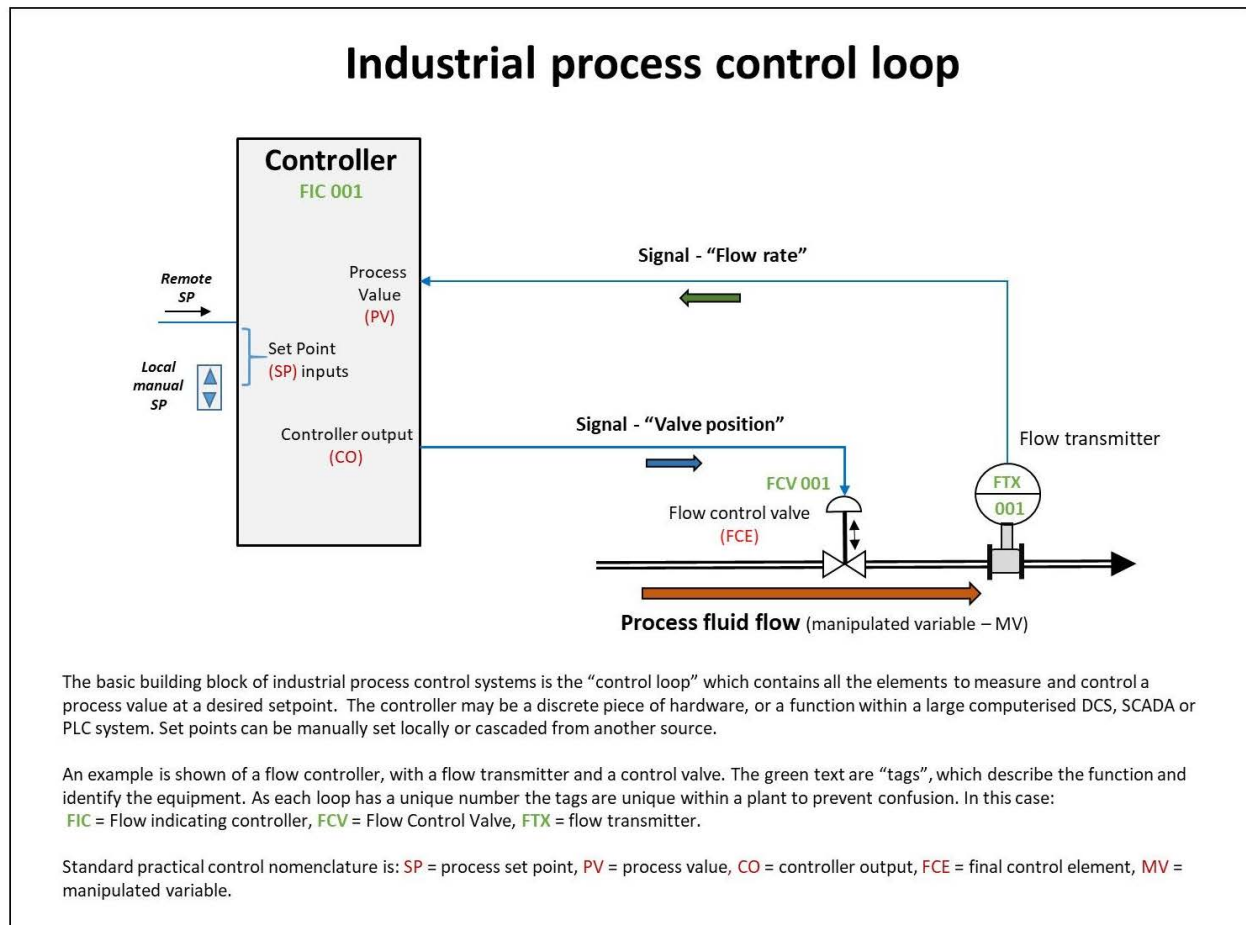 Industrial process control loop
Controller
FIC 001
Signal - “Flow rate”
Remote
SP
Process
Value
(PV)
Set Point
(SP) inputs
Local
manual
SP
Signal - “Valve position”
Controller output
(CO)
Flow transmitter
FCV 001
FTX
001
Flow control valve
(FCE)
Process fluid flow (manipulated variable – MV)
The basic building block of industrial process control systems is the “control loop” which contains all the elements to measure and control a
process value at a desired setpoint.  The controller may be a discrete piece of hardware, or a function within a large computerised DCS, SCADA or
PLC system. Set points can be manually set locally or cascaded from another source.
An example is shown of a flow controller, with a flow transmitter and a control valve. The green text are “tags”, which describe the function and
identify the equipment. As each loop has a unique number the tags are unique within a plant to prevent confusion. In this case:
FIC = Flow indicating controller, FCV = Flow Control Valve, FTX = flow transmitter.
Standard practical control nomenclature is: SP = process set point, PV = process value, CO = controller output, FCE = final control element, MV =
manipulated variable.